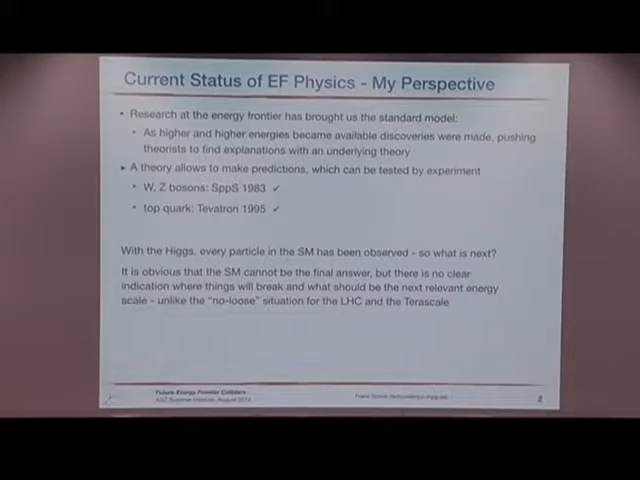 Current Status of EF Physics - My Perspective
• Research at the energy frontier has brought us the standard model:
• As higher and higher energies became available discoveries were made, pushing
theorists to find explanations with an underlying theory
▸ A theory allows to make predictions, which can be tested by experiment
• W, Z bosons: SppS 1983 ✓
• top quark: Tevatron 1995 ✓
With the Higgs, every particle in the SM has been observed - so what is next?
It is obvious that the SM cannot be the final answer, but there is no clear
indication where things will break and what should be the next relevant energy
scale - unlike the "no-loose" situation for the LHC and the Terascale
Future Energy Frontier Colliders
Summer Institute, August
2